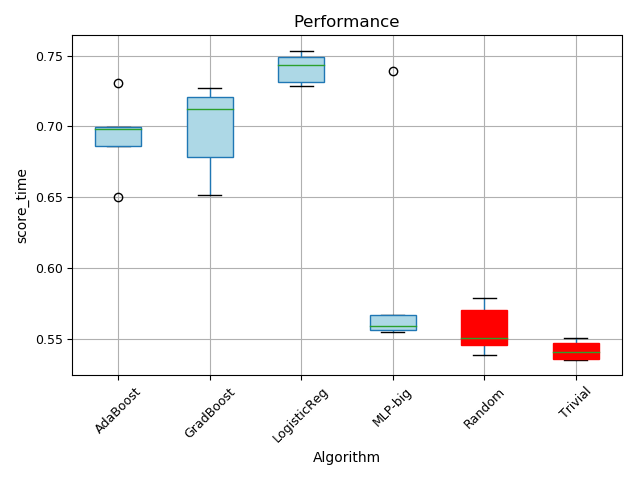 Performance
0.75
0.70
0.65
0.60
0.55
score_time
AdaBoost
GradBoost
LogisticReg
MLP-big
Random
Trivial
Algorithm